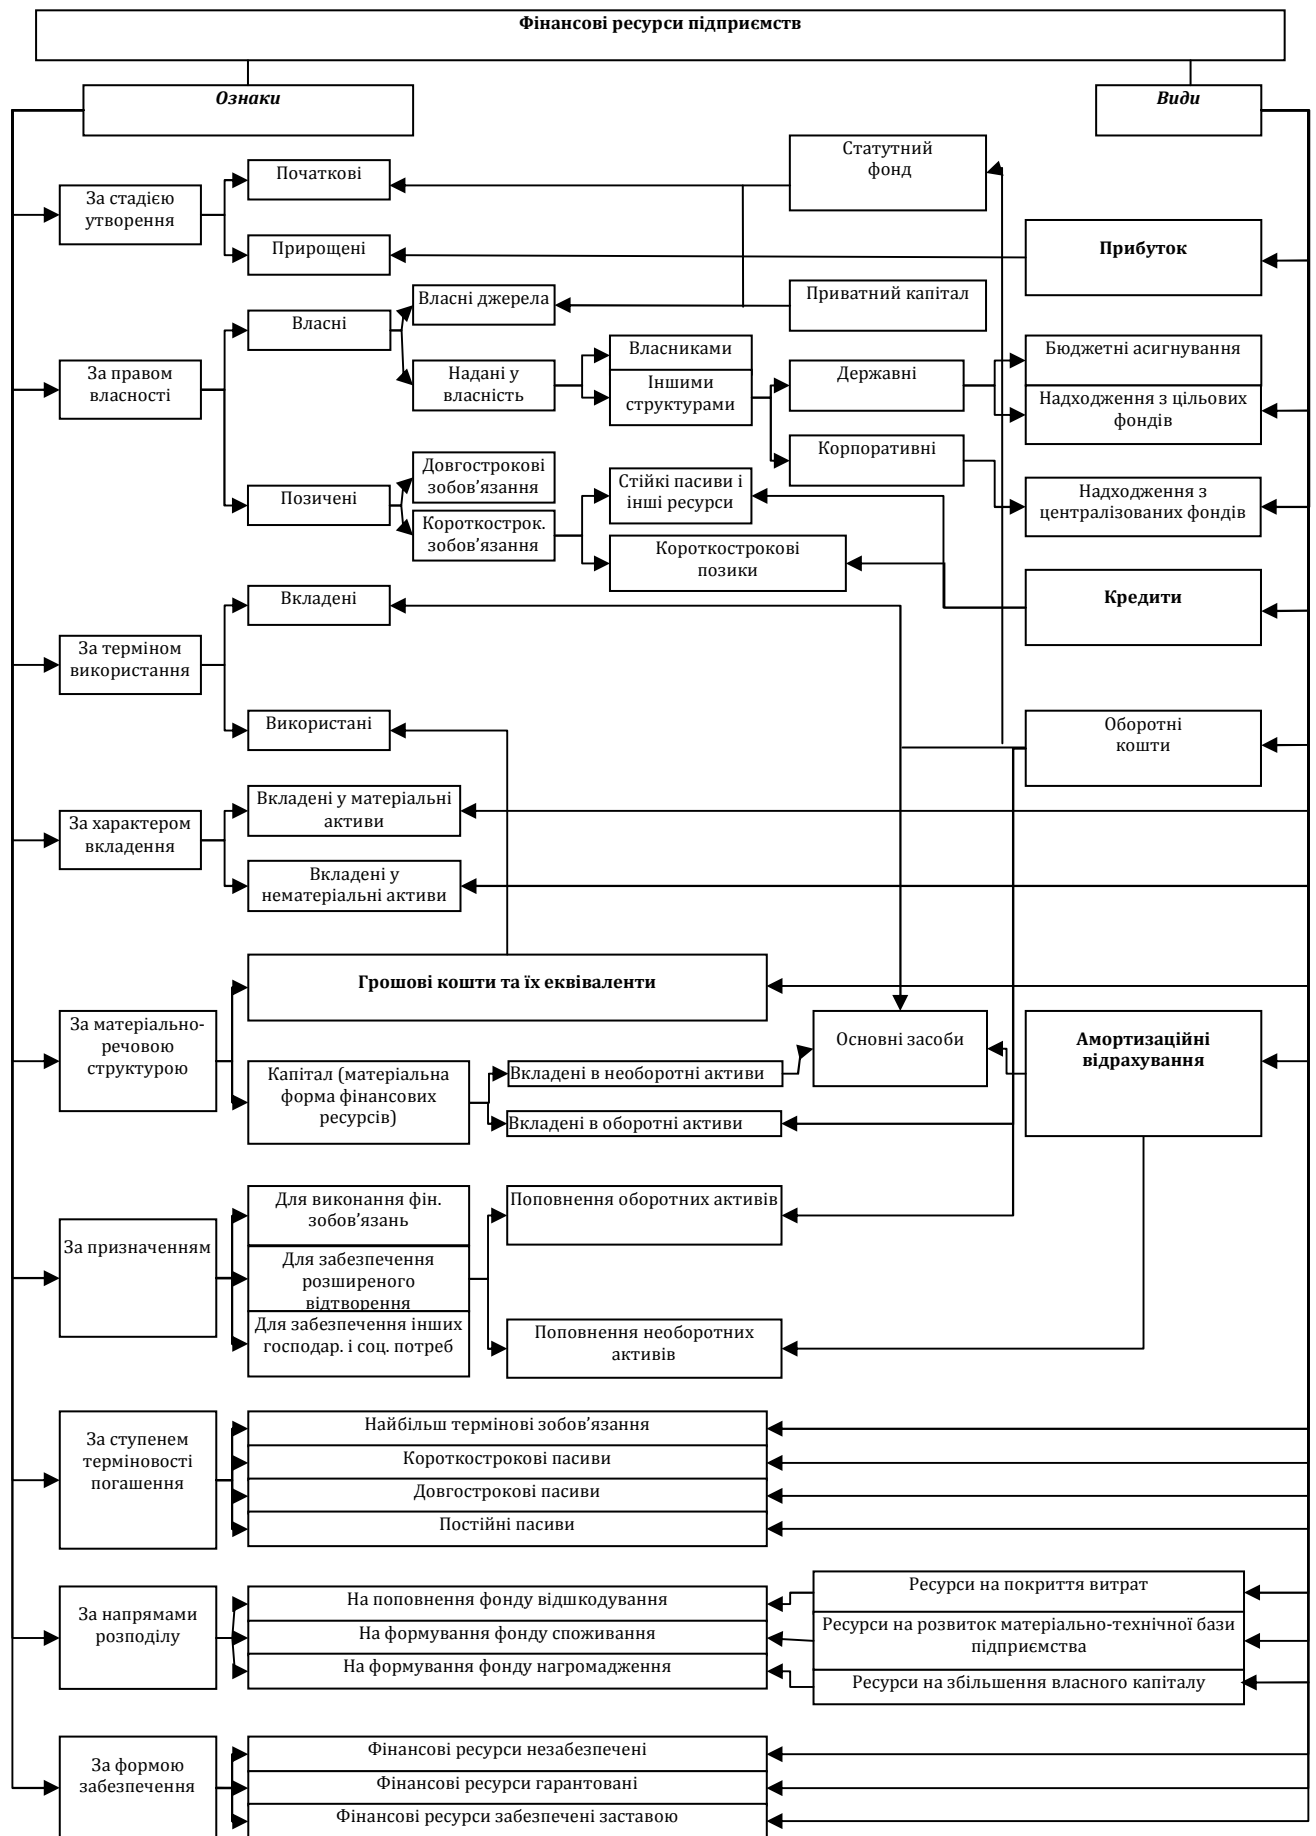 Фінансові ресурси підприємств
Ознаки
Види
За стадією
утворення
Початкові
Прирощені
Статутний
фонд
Прибуток
За правом
власності
Власні
Власні джерела
Приватний капітал
Надані у
власність
Власниками
Іншими
структурами
Державні
Корпоративні
Бюджетні асигнування
Надходження з цільових
фондів
Надходження з
централізованих фондів
Позичені
Довгострокові
зобов’язання
Короткострок.
зобов’язання
Стійкі пасиви і
інші ресурси
Короткострокові
позики
Кредити
За терміном
використання
Вкладені
Використані
Оборотні
кошти
За характером
вкладення
Вкладені у матеріальні
активи
Вкладені у
нематеріальні активи
За матеріально-
речовою
структурою
Грошові кошти та їх еквіваленти
Капітал (матеріальна
форма фінансових
ресурсів)
Вкладені в необоротні активи
Вкладені в оборотні активи
Основні засоби
Амортизаційні
відрахування
За призначенням
Для виконання фін.
зобов’язань
Для забезпечення
розширеного
відтворення
Для забезпечення інших
господар. і соц. потреб
Поповнення оборотних активів
Поповнення необоротних
активів
За ступенем
терміновості
погашення
Найбільш термінові зобов’язання
Короткострокові пасиви
Довгострокові пасиви
Постійні пасиви
За напрямами
розподілу
На поповнення фонду відшкодування
На формування фонду споживання
На формування фонду нагромадження
Ресурси на покриття витрат
Ресурси на розвиток матеріально-технічної бази
підприємства
Ресурси на збільшення власного капіталу
За формою
забезпечення
Фінансові ресурси незабезпечені
Фінансові ресурси гарантовані
Фінансові ресурси забезпечені заставою